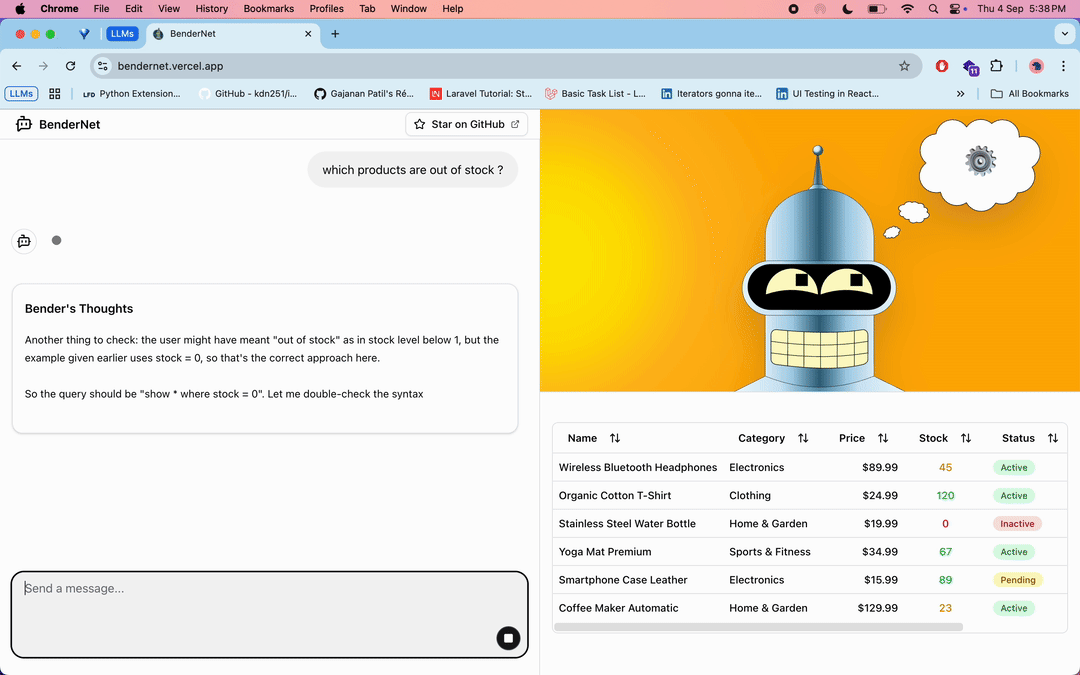 Chrome File Edit View History Bookmarks Profiles Tab Window Help Thu 4 Sep 5:38 PM
LLMs BenderNet
bendernet.vercel.app
11
LLMs LFD Python Extension... GitHub - kdn251/i... Gajanan Patil's Ré... Laravel Tutorial: St... Basic Task List - L... Iterators gonna ite... UI Testing in React... All Bookmarks
BenderNet Star on GitHub
which products are out of stock ?
Bender's Thoughts
Another thing to check: the user might have meant "out of stock" as in stock level below 1, but the
example given earlier uses stock = 0, so that's the correct approach here.
So the query should be "show * where stock = 0". Let me double-check the syntax
Send a message...
Name Category Price Stock Status
Wireless Bluetooth Headphones Electronics $89.99 45 Active
Organic Cotton T-Shirt Clothing $24.99 120 Active
Stainless Steel Water Bottle Home & Garden $19.99 0 Inactive
Yoga Mat Premium Sports & Fitness $34.99 67 Active
Smartphone Case Leather Electronics $15.99 89 Pending
Coffee Maker Automatic Home & Garden $129.99 23 Active